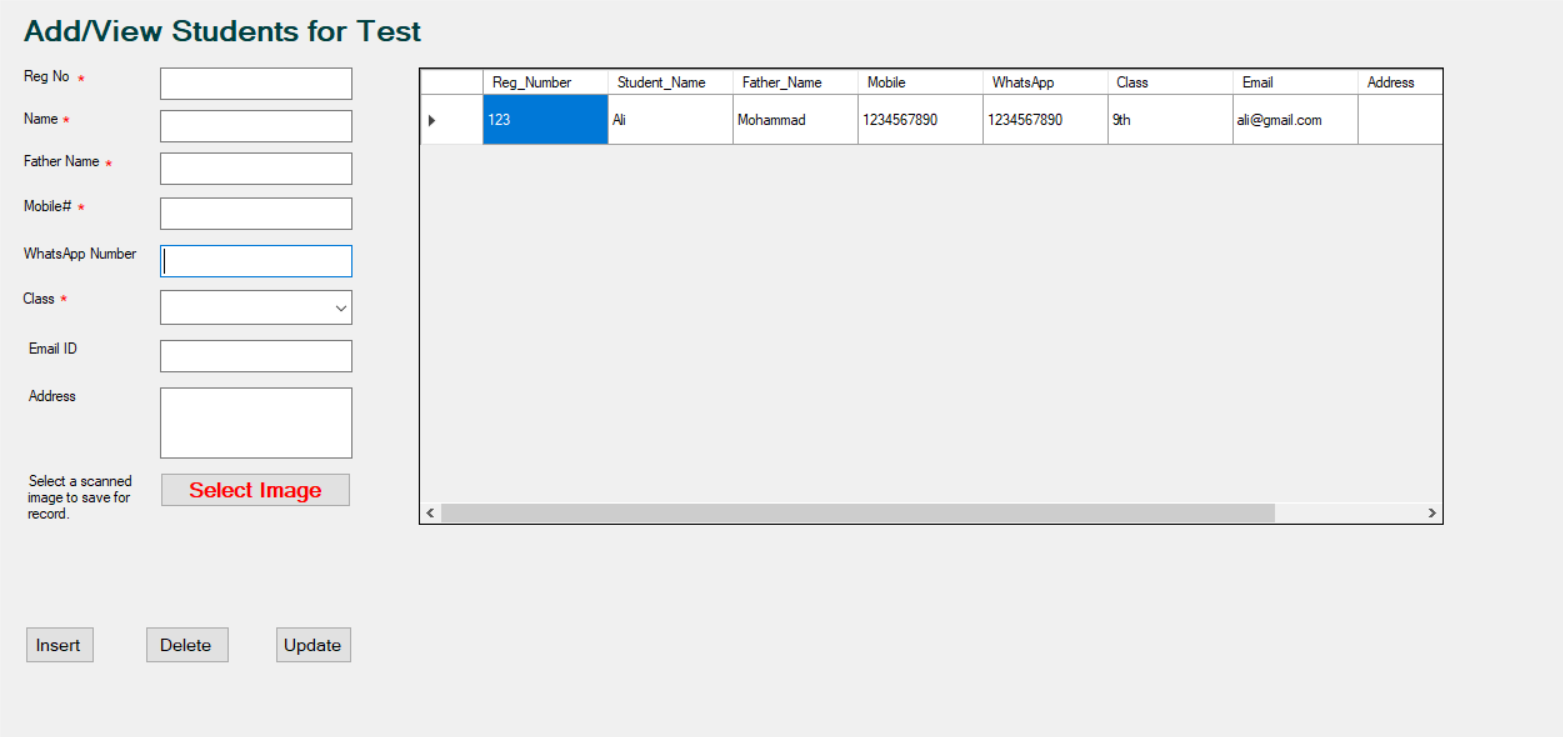 Add/View Students for Test
Reg No *
Name *
Father Name *
Mobile# *
WhatsApp Number
Class *
Email ID
Address
Select a scanned
image to save for
record.
Select Image
Insert Delete Update
Reg_Number Student_Name Father_Name Mobile WhatsApp Class Email Address
123 Ali Mohammad 1234567890 1234567890 9th ali@gmail.com